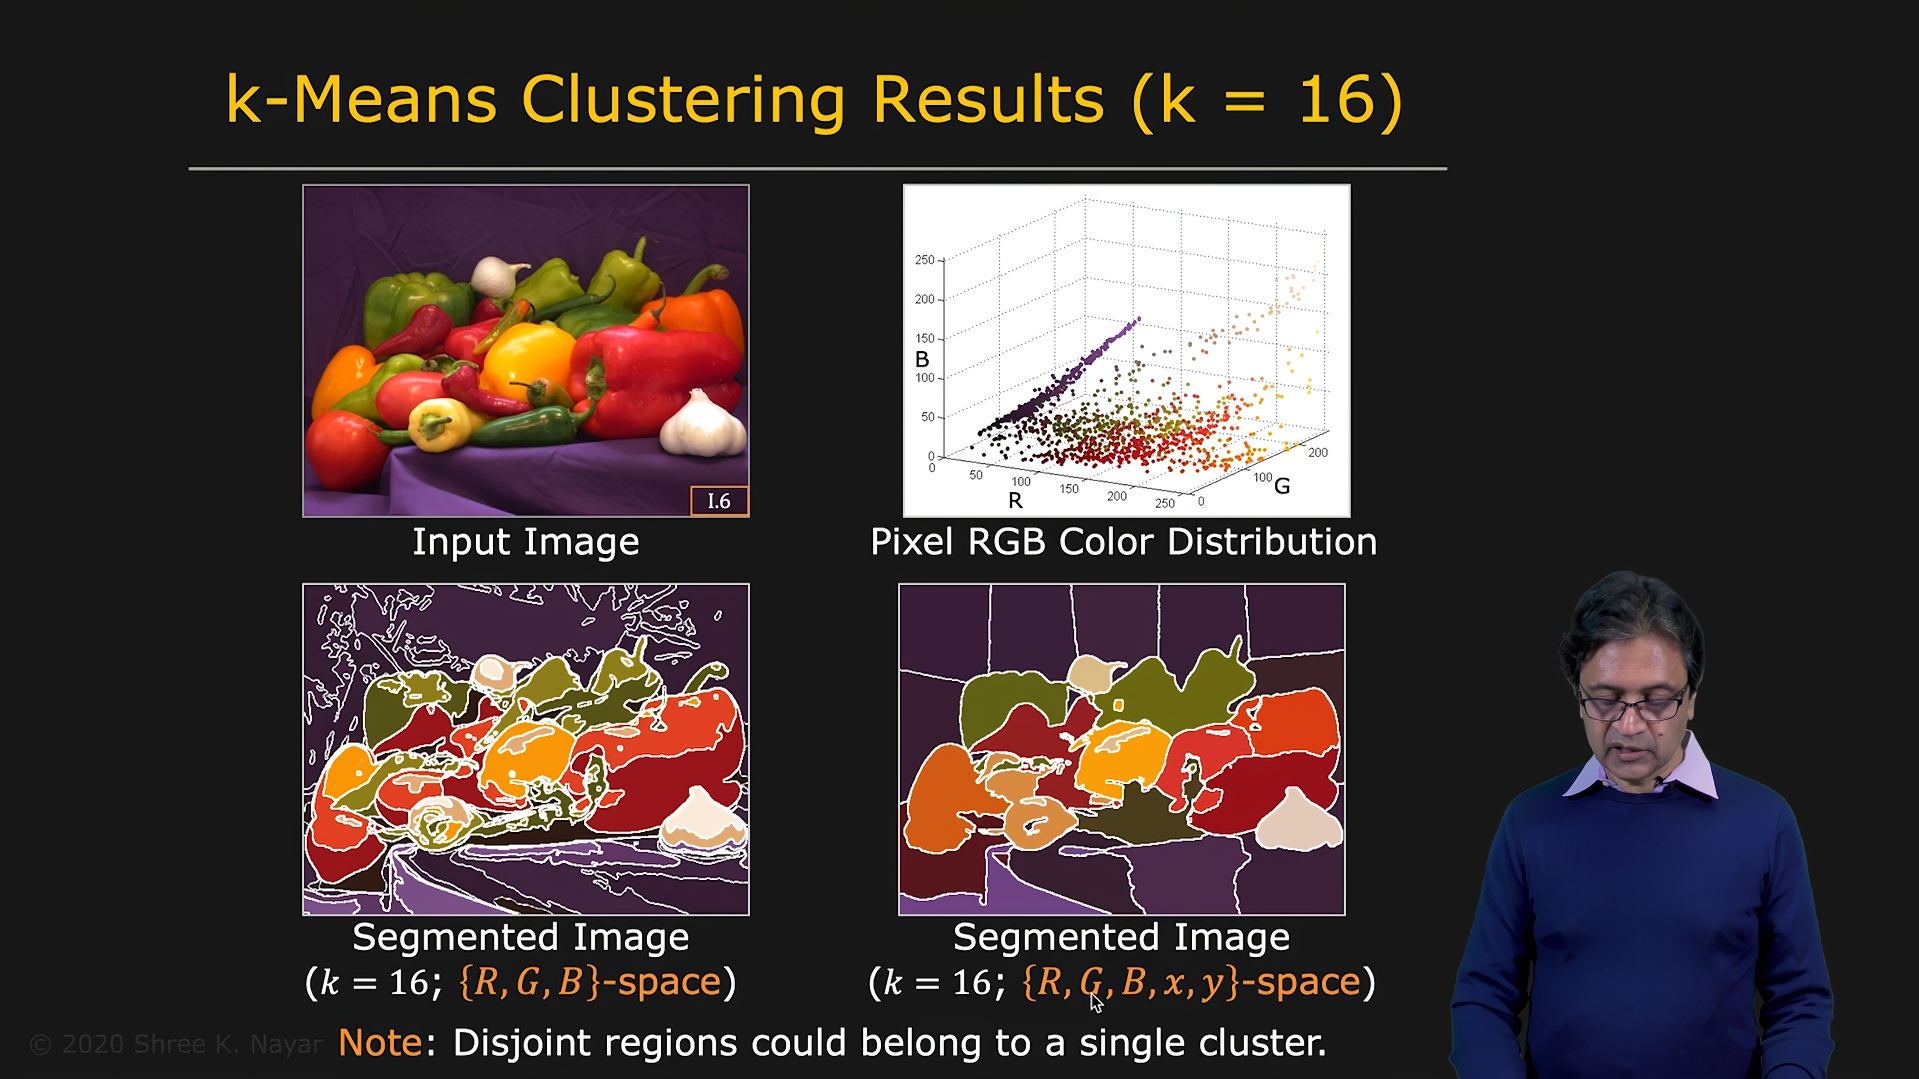 k-Means Clustering Results (k = 16)
I.6
Input Image
250
200
150
B
100
50
0
0
50
100
150
200
250
R
0
100
200
G
Pixel RGB Color Distribution
Segmented Image
(k = 16; {R, G, B}-space)
Segmented Image
(k = 16; {R, G, B, x, y}-space)
© 2020 Shree K. Nayar
Note: Disjoint regions could belong to a single cluster.